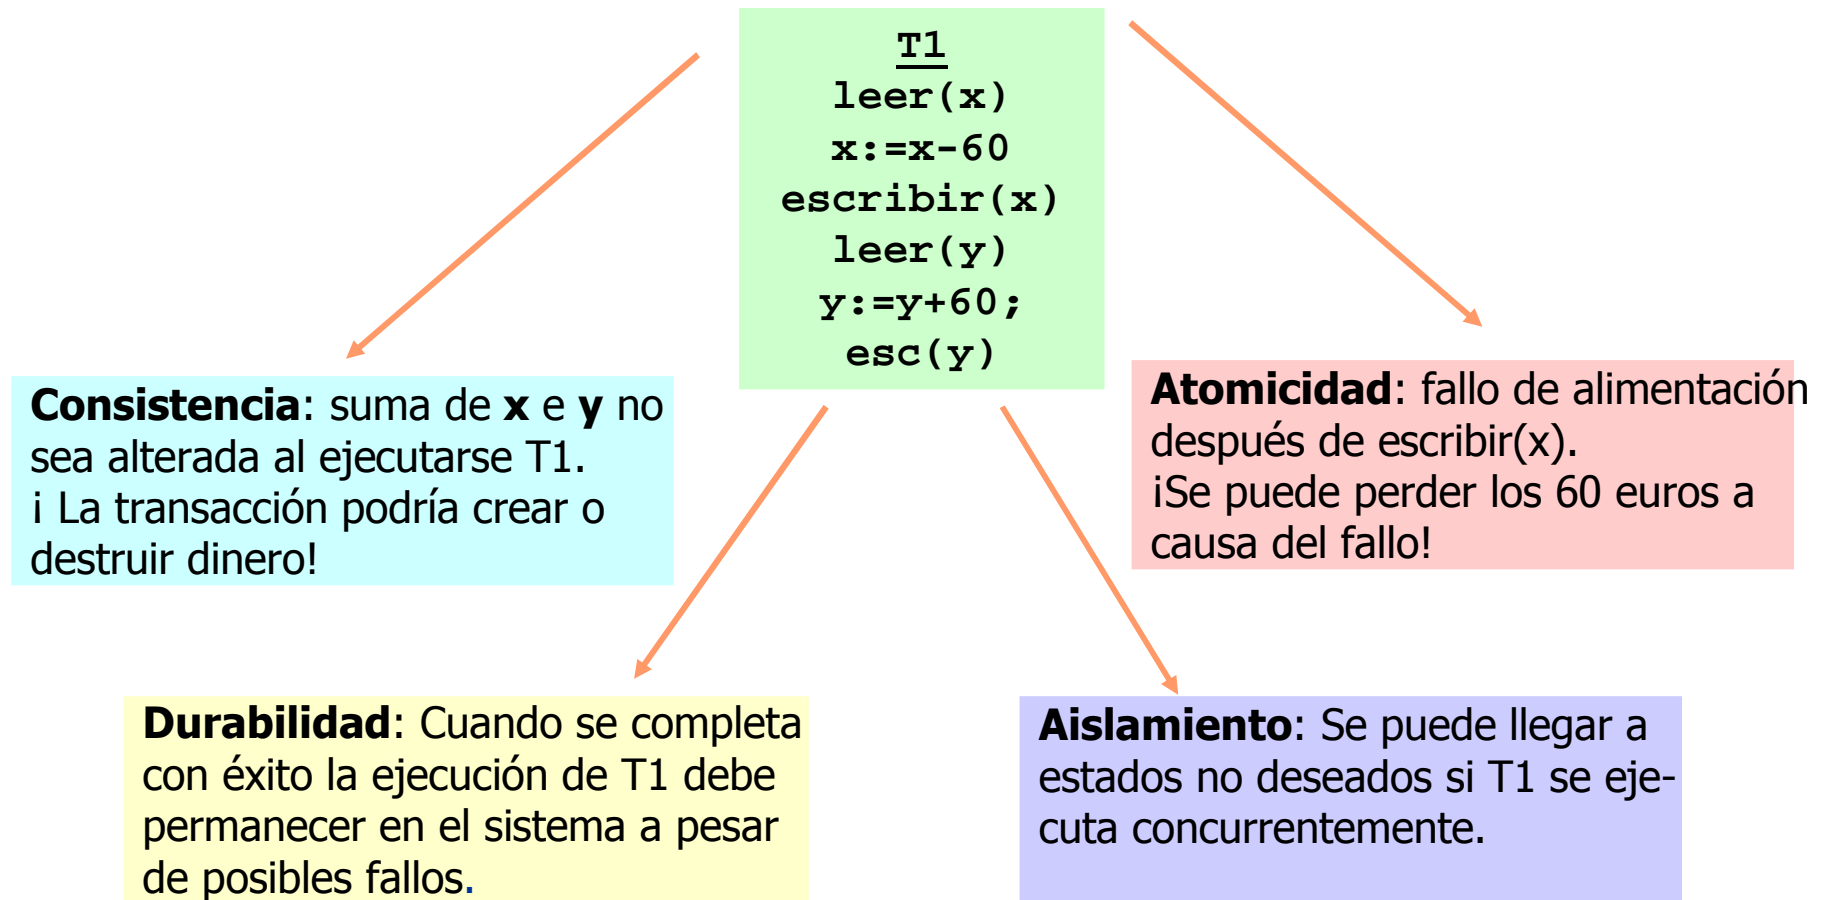 T1
leer(x)
x:=x-60
escribir(x)
leer(y)
y:=y+60;
esc(y)
Consistencia: suma de x e y no
sea alterada al ejecutarse T1.
¡ La transacción podría crear o
destruir dinero!
Atomicidad: fallo de alimentación
después de escribir(x).
¡Se puede perder los 60 euros a
causa del fallo!
Durabilidad: Cuando se completa
con éxito la ejecución de T1 debe
permanecer en el sistema a pesar
de posibles fallos.
Aislamiento: Se puede llegar a
estados no deseados si T1 se eje-
cuta concurrentemente.